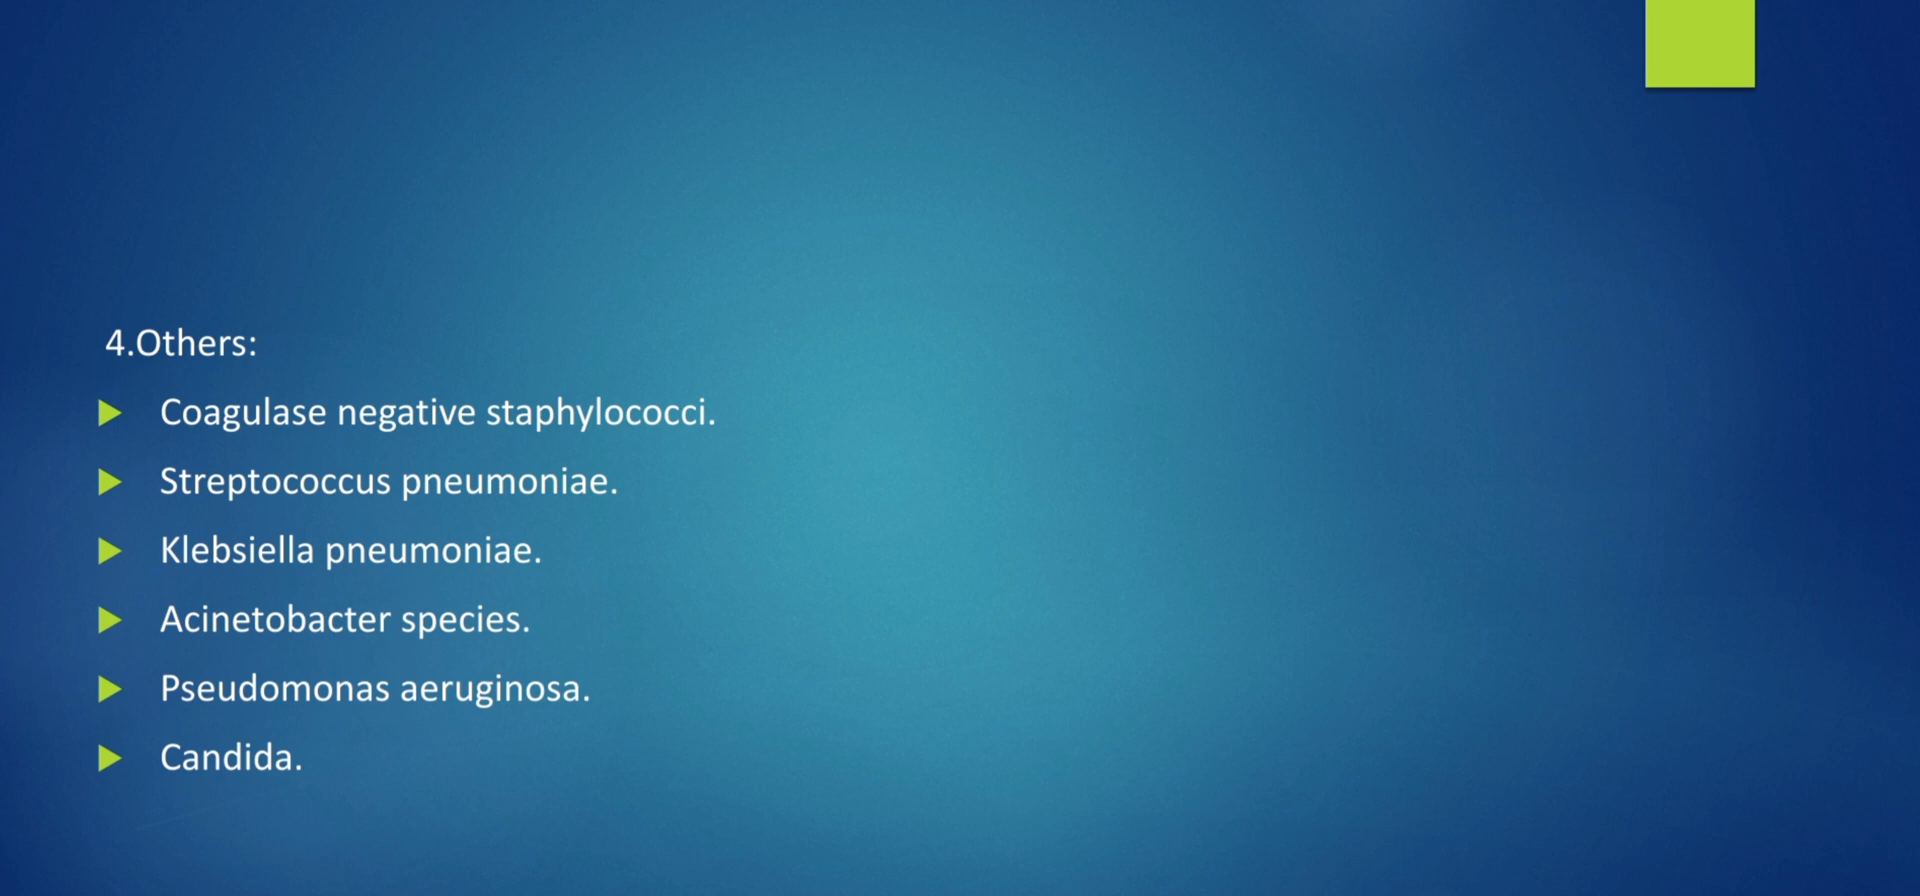 4.Others:
Coagulase negative staphylococci.
Streptococcus pneumoniae.
Klebsiella pneumoniae.
Acinetobacter species.
Pseudomonas aeruginosa.
Candida.